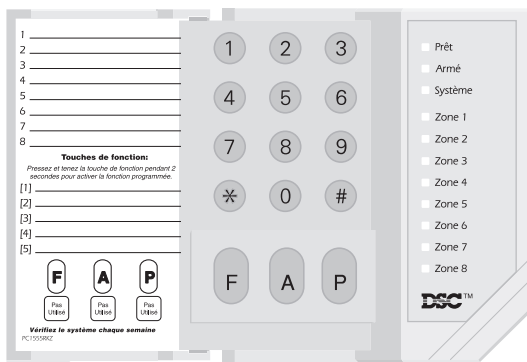 1
2
3
4
5
6
7
8
Touches de fonction:
Pressez et tenez la touche de fonction pendant 2
secondes pour activer la fonction programmée.
[1]
[2]
[3]
[4]
[5]
F A P
Pas Utilisé
Pas Utilisé
Pas Utilisé
Vérifiez le système chaque semaine
PC1555RKZ
1 2 3
4 5 6
7 8 9
* 0 #
F A P
Prêt
Armé
Système
Zone 1
Zone 2
Zone 3
Zone 4
Zone 5
Zone 6
Zone 7
Zone 8
DSC™